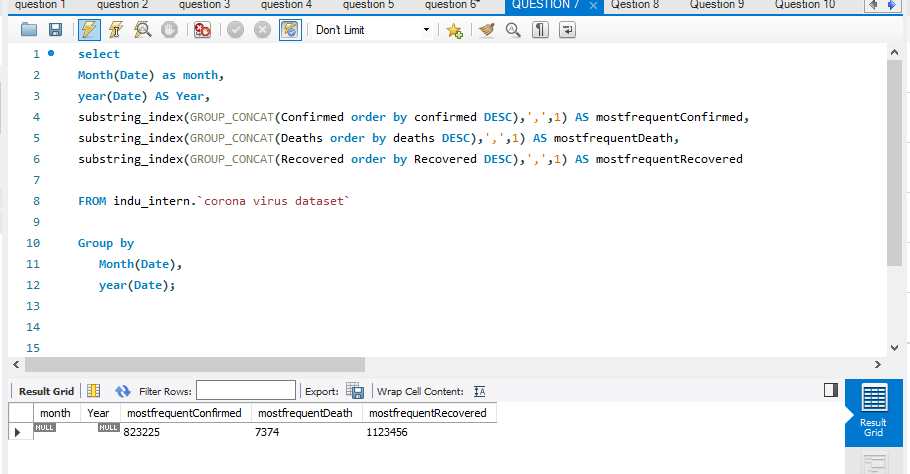 question 1 question 2 question 3 question 4 question 5 question 6* QUESTION 7 Qestion 8 Question 9 Question 10
Don't Limit
1 select
2 Month(Date) as month,
3 year(Date) AS Year,
4 substring_index(GROUP_CONCAT(Confirmed order by confirmed DESC),',',1) AS mostfrequentConfirmed,
5 substring_index(GROUP_CONCAT(Deaths order by deaths DESC),',',1) AS mostfrequentDeath,
6 substring_index(GROUP_CONCAT(Recovered order by Recovered DESC),',',1) AS mostfrequentRecovered
7
8 FROM indu_intern.`corona virus dataset`
9
10 Group by
11 Month(Date),
12 year(Date);
13
14
15
Result Grid Filter Rows: Export: Wrap Cell Content:
month Year mostfrequentConfirmed mostfrequentDeath mostfrequentRecovered
NULL NULL 823225 7374 1123456
Result
Grid